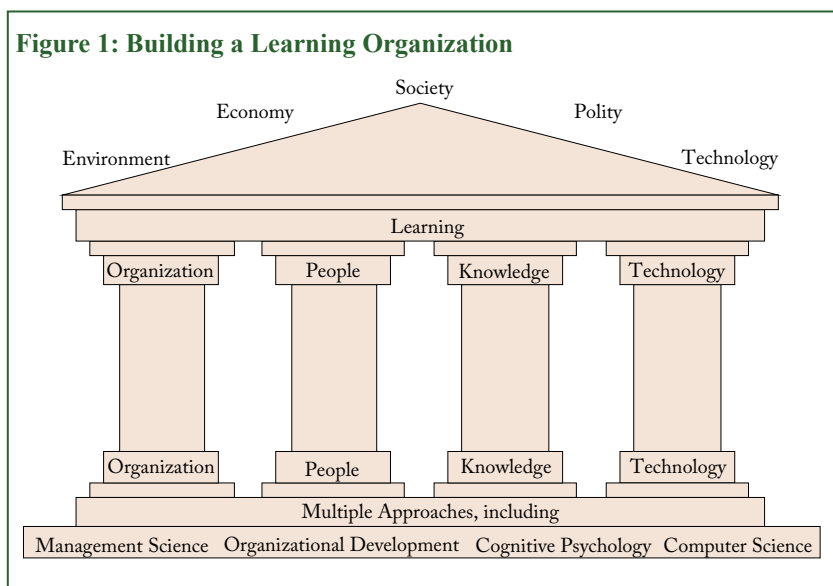 Figure 1: Building a Learning Organization
Society
Economy Polity
Environment Technology
Learning
Organization People Knowledge Technology
Organization People Knowledge Technology
Multiple Approaches, including
Management Science Organizational Development Cognitive Psychology Computer Science